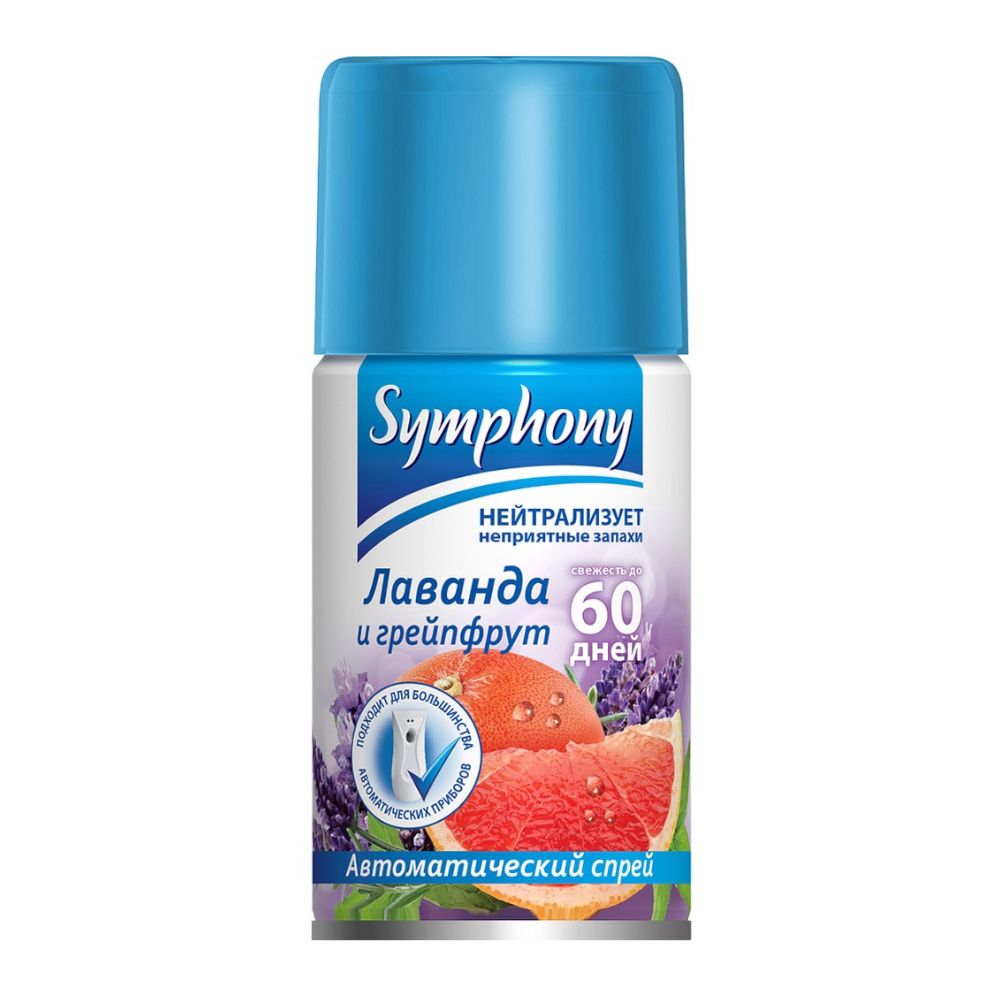 Symphony
НЕЙТРАЛИЗУЕТ
неприятные запахи
Лаванда
и грейпфрут
свежесть до
60
дней
ПОДХОДИТ ДЛЯ БОЛЬШИНСТВА
АВТОМАТИЧЕСКИХ ПРИБОРОВ
Автоматический спрей